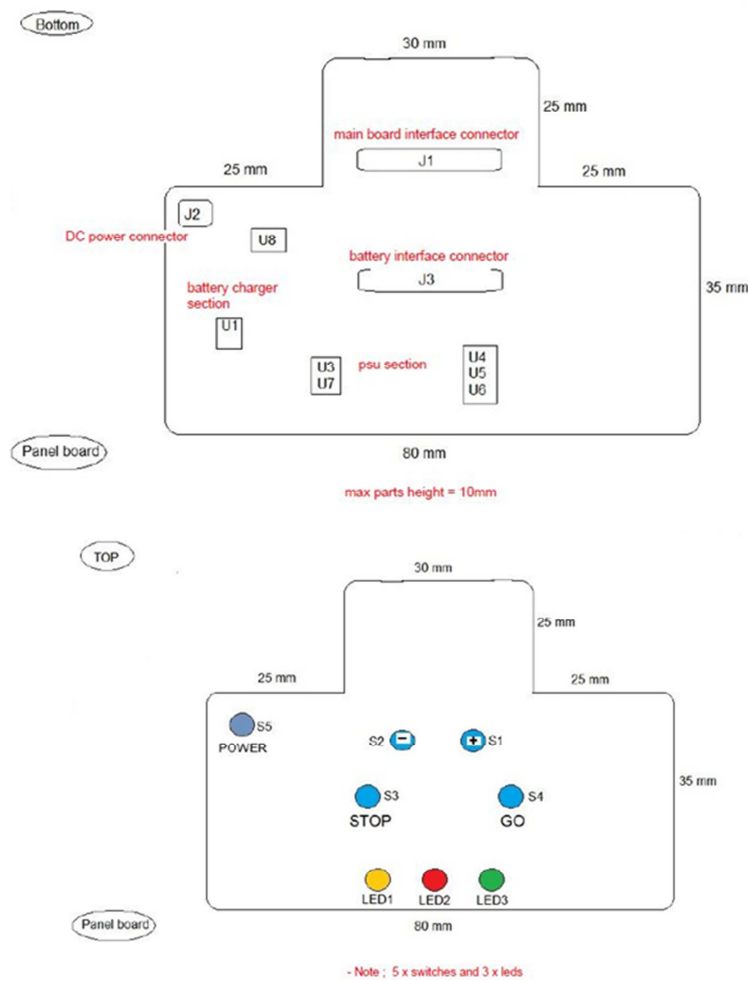 Bottom
30 mm
25 mm
main board interface connector
J1
25 mm
25 mm
J2
DC power connector
U8
battery interface connector
J3
35 mm
battery charger
section
U1
psu section
U3
U7
U4
U5
U6
Panel board
80 mm
max parts height = 10mm
TOP
30 mm
25 mm
25 mm
25 mm
S5
POWER
S2
−
+
S1
35 mm
S3
S4
STOP
GO
LED1
LED2
LED3
Panel board
80 mm
- Note ; 5 x switches and 3 x leds